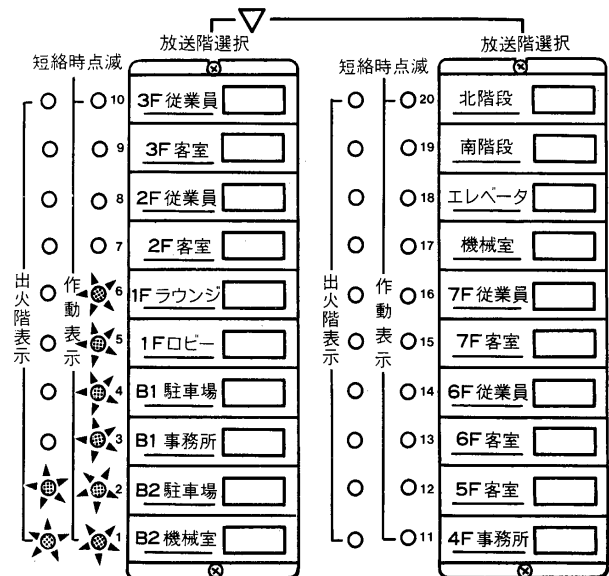 放送階選択
放送階選択
短絡時点滅
短絡時点滅
10 3F従業員
9 3F客室
8 2F従業員
7 2F客室
6 1Fラウンジ
5 1Fロビー
4 B1駐車場
3 B1事務所
2 B2駐車場
1 B2機械室
出火階表示
作動表示
20 北階段
19 南階段
18 エレベータ
17 機械室
16 7F従業員
15 7F客室
14 6F従業員
13 6F客室
12 5F客室
11 4F事務所
出火階表示
作動表示